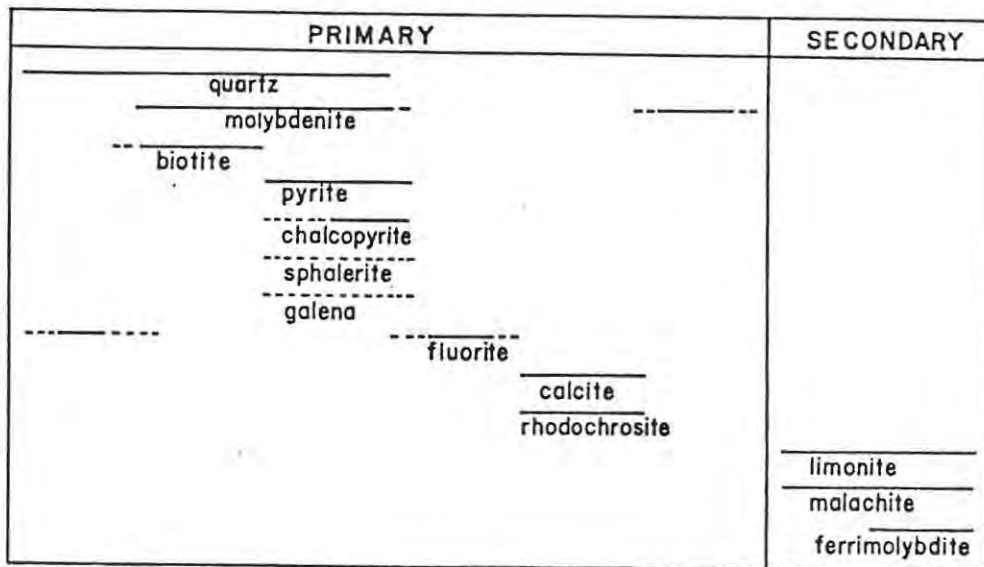 PRIMARY
SECONDARY
quartz
molybdenite
biotite
pyrite
chalcopyrite
sphalerite
galena
fluorite
calcite
rhodochrosite
limonite
malachite
ferrimolybdite